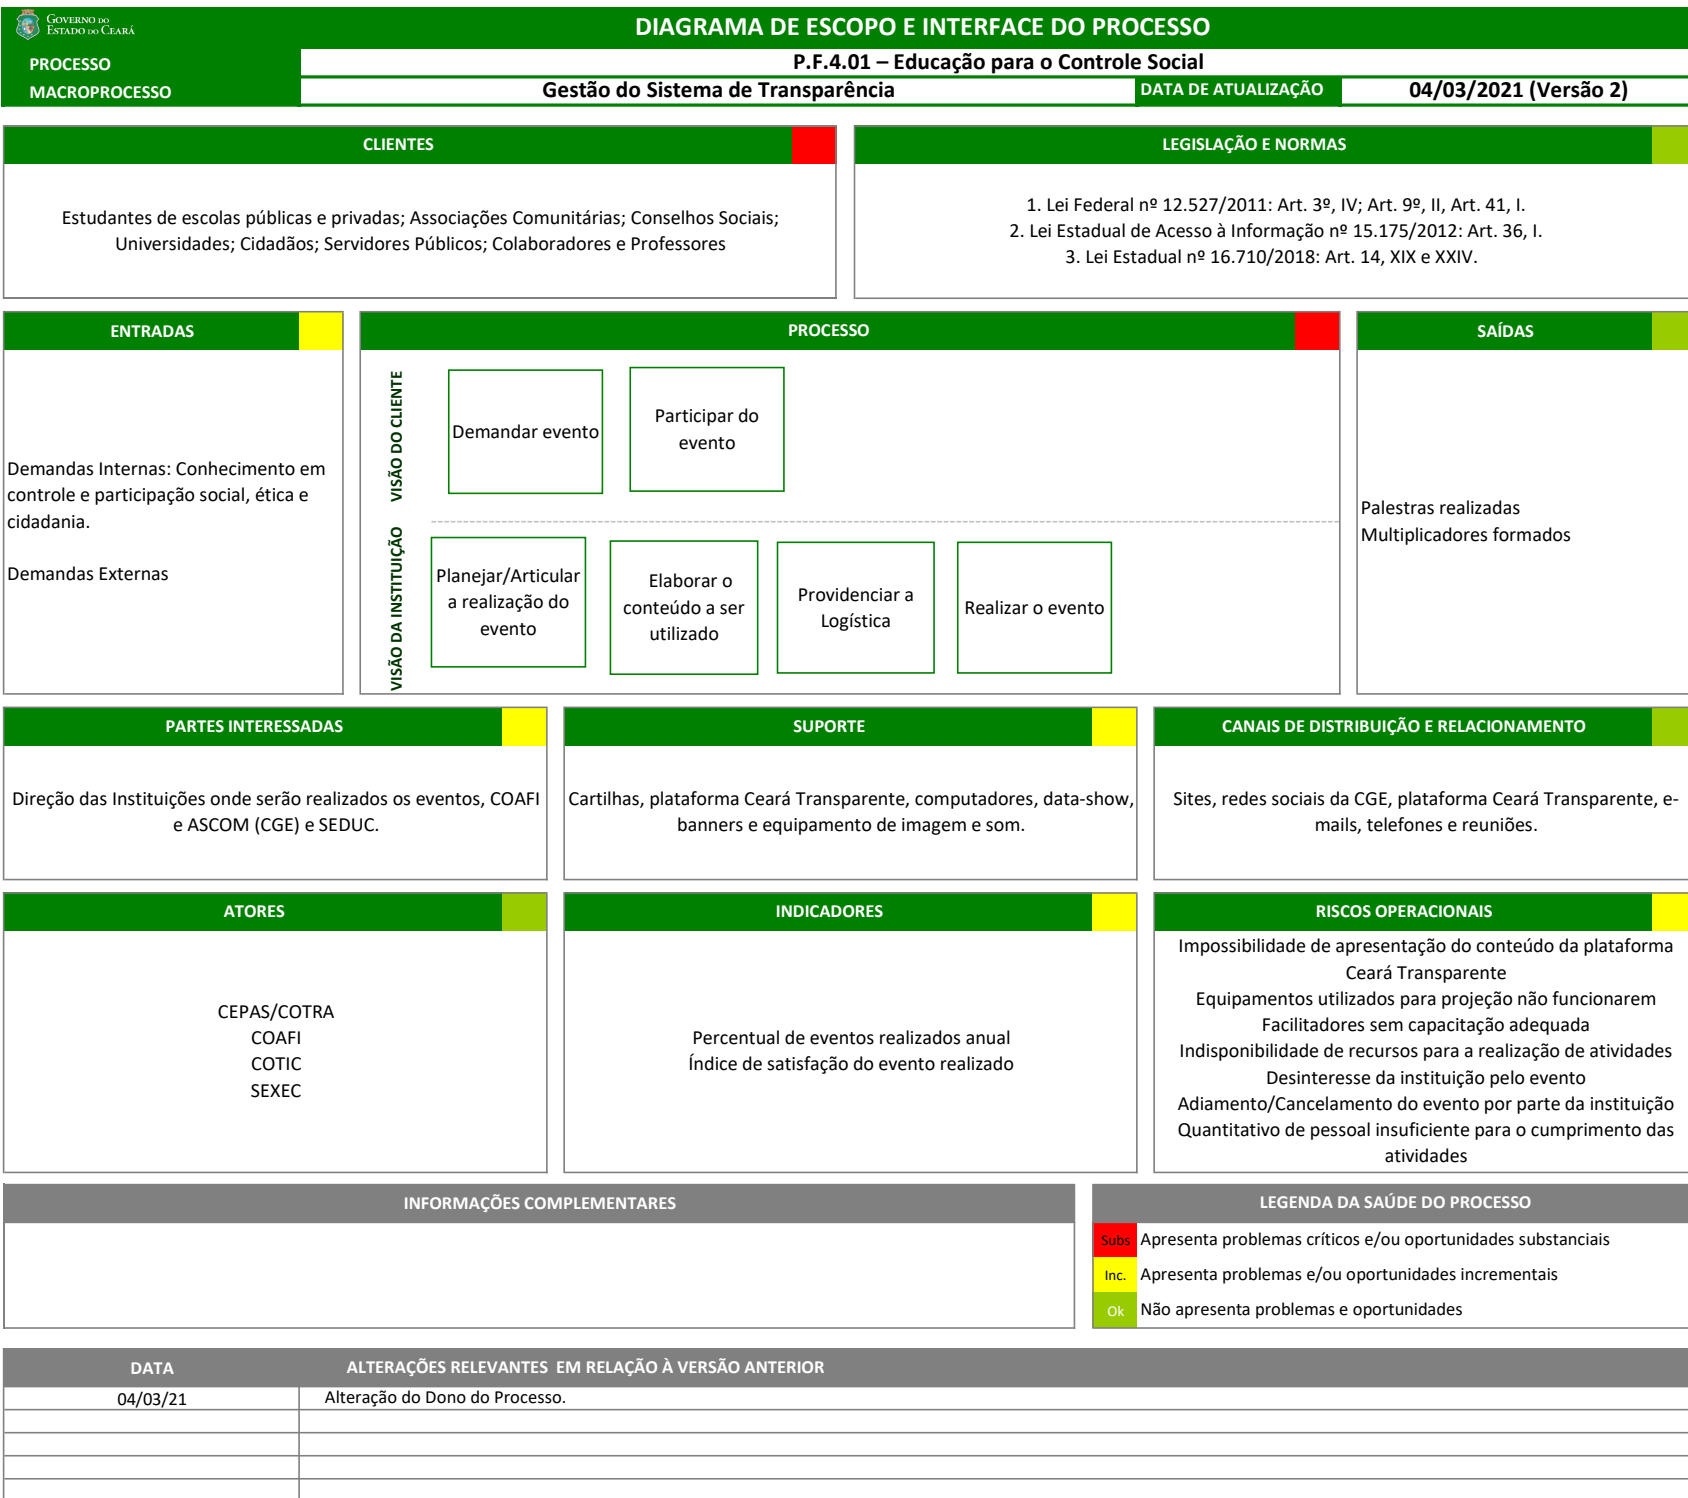 GOVERNO DO
ESTADO DO CEARÁ
DIAGRAMA DE ESCOPO E INTERFACE DO PROCESSO
PROCESSO
P.F.4.01 – Educação para o Controle Social
MACROPROCESSO
Gestão do Sistema de Transparência
DATA DE ATUALIZAÇÃO
04/03/2021 (Versão 2)
CLIENTES
Estudantes de escolas públicas e privadas; Associações Comunitárias; Conselhos Sociais;
Universidades; Cidadãos; Servidores Públicos; Colaboradores e Professores
LEGISLAÇÃO E NORMAS
1. Lei Federal nº 12.527/2011: Art. 3º, IV; Art. 9º, II, Art. 41, I.
2. Lei Estadual de Acesso à Informação nº 15.175/2012: Art. 36, I.
3. Lei Estadual nº 16.710/2018: Art. 14, XIX e XXIV.
ENTRADAS
Demandas Internas: Conhecimento em
controle e participação social, ética e
cidadania.
Demandas Externas
PROCESSO
VISÃO DO CLIENTE
Demandar evento
Participar do
evento
VISÃO DA INSTITUIÇÃO
Planejar/Articular
a realização do
evento
Elaborar o
conteúdo a ser
utilizado
Providenciar a
Logística
Realizar o evento
SAÍDAS
Palestras realizadas
Multiplicadores formados
PARTES INTERESSADAS
Direção das Instituições onde serão realizados os eventos, COAFI
e ASCOM (CGE) e SEDUC.
SUPORTE
Cartilhas, plataforma Ceará Transparente, computadores, data-show,
banners e equipamento de imagem e som.
CANAIS DE DISTRIBUIÇÃO E RELACIONAMENTO
Sites, redes sociais da CGE, plataforma Ceará Transparente, e-
mails, telefones e reuniões.
ATORES
CEPAS/COTRA
COAFI
COTIC
SEXEC
INDICADORES
Percentual de eventos realizados anual
Índice de satisfação do evento realizado
RISCOS OPERACIONAIS
Impossibilidade de apresentação do conteúdo da plataforma
Ceará Transparente
Equipamentos utilizados para projeção não funcionarem
Facilitadores sem capacitação adequada
Indisponibilidade de recursos para a realização de atividades
Desinteresse da instituição pelo evento
Adiamento/Cancelamento do evento por parte da instituição
Quantitativo de pessoal insuficiente para o cumprimento das
atividades
INFORMAÇÕES COMPLEMENTARES
LEGENDA DA SAÚDE DO PROCESSO
Subs Apresenta problemas críticos e/ou oportunidades substanciais
Inc. Apresenta problemas e/ou oportunidades incrementais
Ok Não apresenta problemas e oportunidades
DATA
ALTERAÇÕES RELEVANTES EM RELAÇÃO À VERSÃO ANTERIOR
04/03/21
Alteração do Dono do Processo.